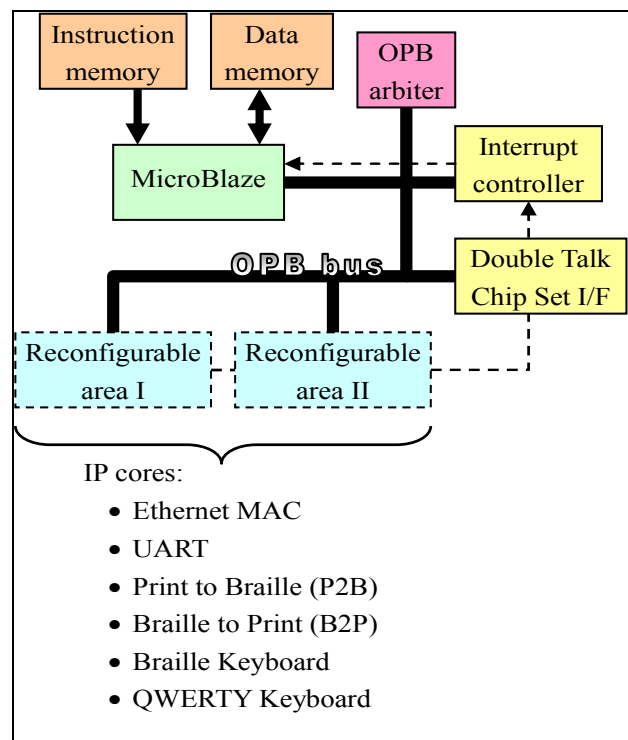 Instruction
memory
Data
memory
OPB
arbiter
MicroBlaze
Interrupt
controller
OPB bus
Double Talk
Chip Set I/F
Reconfigurable
area I
Reconfigurable
area II
IP cores:
• Ethernet MAC
• UART
• Print to Braille (P2B)
• Braille to Print (B2P)
• Braille Keyboard
• QWERTY Keyboard